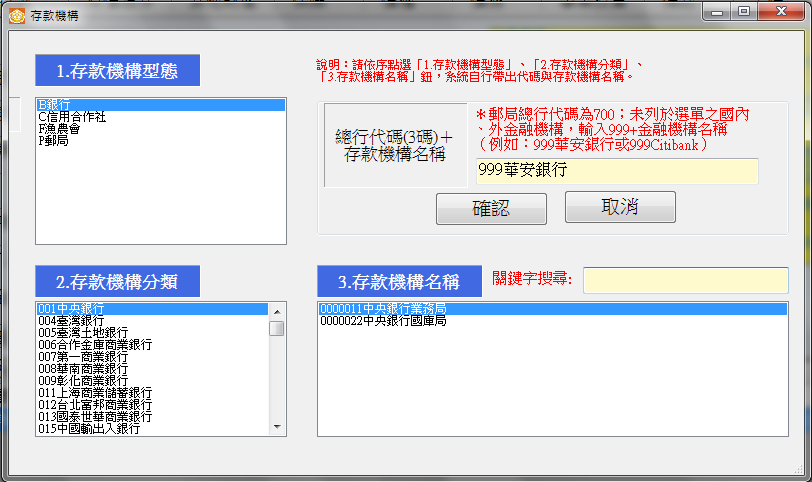 存款機構
1.存款機構型態
說明：請依序點選「1.存款機構型態」、「2.存款機構分類」、
「3.存款機構名稱」鈕，系統自行帶出代碼與存款機構名稱。
B銀行
C信用合作社
F漁農會
P郵局
總行代碼(3碼)＋
存款機構名稱
＊郵局總行代碼為700；未列於選單之國內
、外金融機構，輸入999+金融機構名稱
（例如：999華安銀行或999Citibank）
999華安銀行
確認
取消
2.存款機構分類
3.存款機構名稱
關鍵字搜尋:
001中央銀行
004臺灣銀行
005臺灣土地銀行
006合作金庫商業銀行
007第一商業銀行
008華南商業銀行
009彰化商業銀行
011上海商業儲蓄銀行
012台北富邦商業銀行
013國泰世華商業銀行
015中國輸出入銀行
0000011中央銀行業務局
0000022中央銀行國庫局